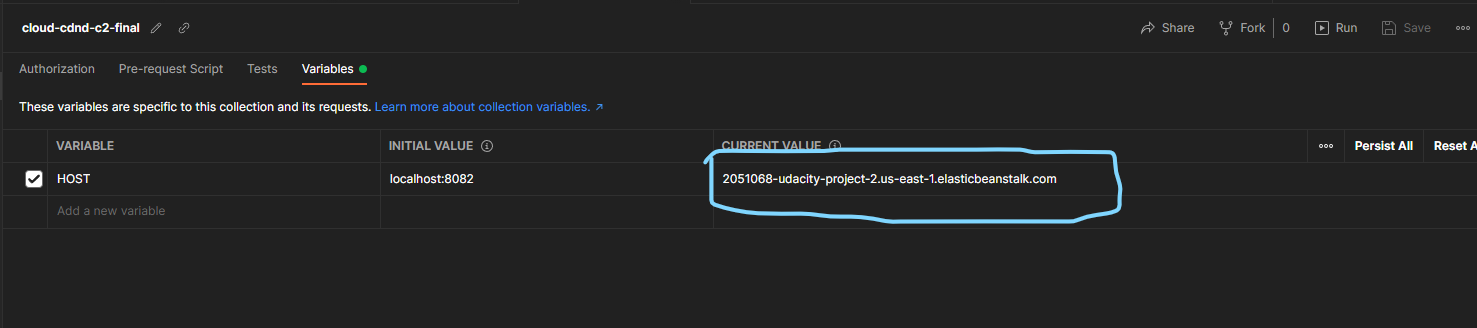 cloud-cdnd-c2-final
Share Fork 0 Run Save
Authorization Pre-request Script Tests Variables
These variables are specific to this collection and its requests. Learn more about collection variables. ↗
VARIABLE INITIAL VALUE CURRENT VALUE Persist All Reset A
HOST localhost:8082 2051068-udacity-project-2.us-east-1.elasticbeanstalk.com
Add a new variable